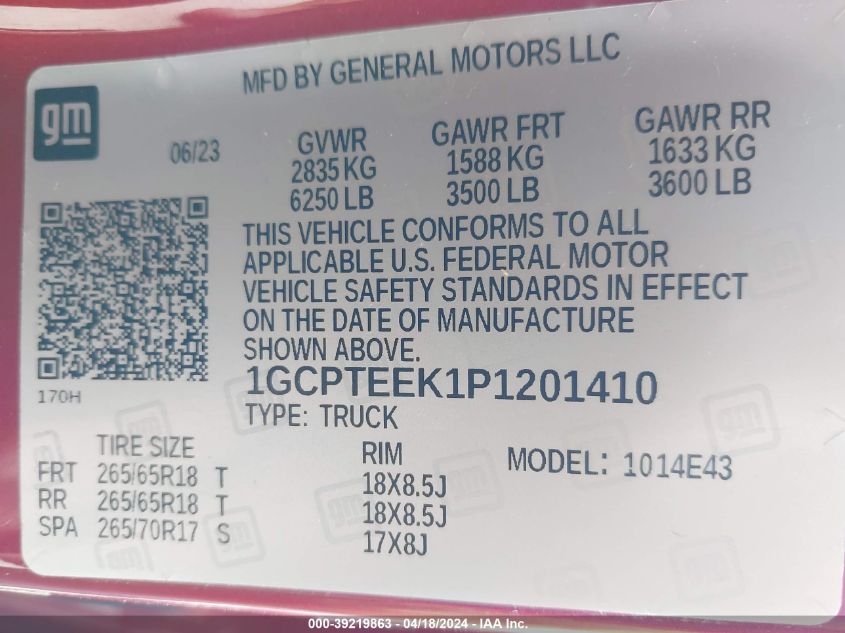 MFD BY GENERAL MOTORS LLC
gm
06/23
GVWR GAWR FRT GAWR RR
2835 KG 1588 KG 1633 KG
6250 LB 3500 LB 3600 LB
THIS VEHICLE CONFORMS TO ALL
APPLICABLE U.S. FEDERAL MOTOR
VEHICLE SAFETY STANDARDS IN EFFECT
ON THE DATE OF MANUFACTURE
SHOWN ABOVE.
170H
1GCPTEEK1P1201410
TYPE: TRUCK
TIRE SIZE RIM MODEL: 1014E43
FRT 265/65R18 T 18X8.5J
RR 265/65R18 T 18X8.5J
SPA 265/70R17 S 17X8J
000-39219863 - 04/18/2024 - IAA Inc.